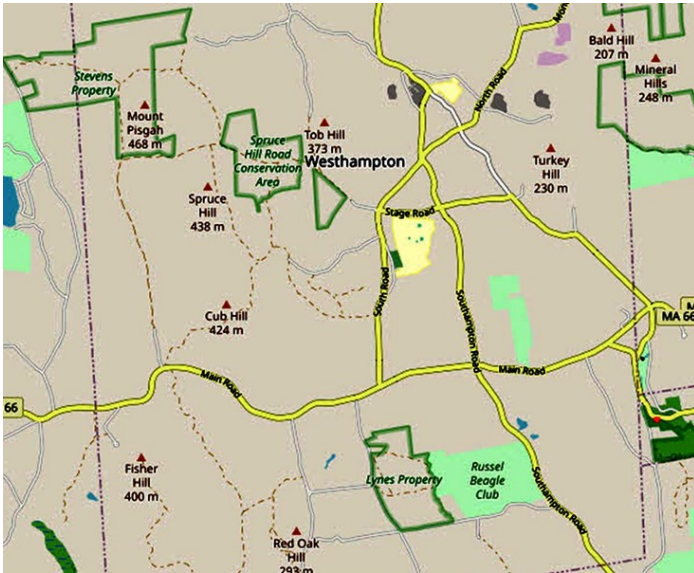 Mon
Bald Hill
207 m
Mineral
Hills
248 m
Stevens
Property
North Road
Mount
Pisgah
468 m
Tob Hill
373 m
Spruce
Hill Road
Conservation
Area
Westhampton
Turkey
Hill
230 m
Spruce
Hill
438 m
Stage Road
South Road
Southampton Road
Cub Hill
424 m
M
MA 66
Main Road
Main Road
66
Fisher
Hill
400 m
Lynes Property
Russel
Beagle
Club
Southampton Road
Red Oak
Hill
293 m